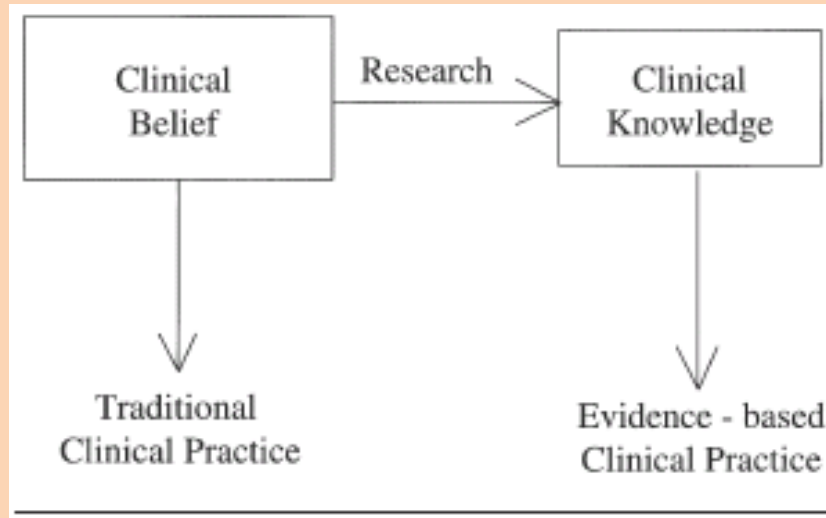 Clinical
Belief
Research
Clinical
Knowledge
Traditional
Clinical Practice
Evidence - based
Clinical Practice